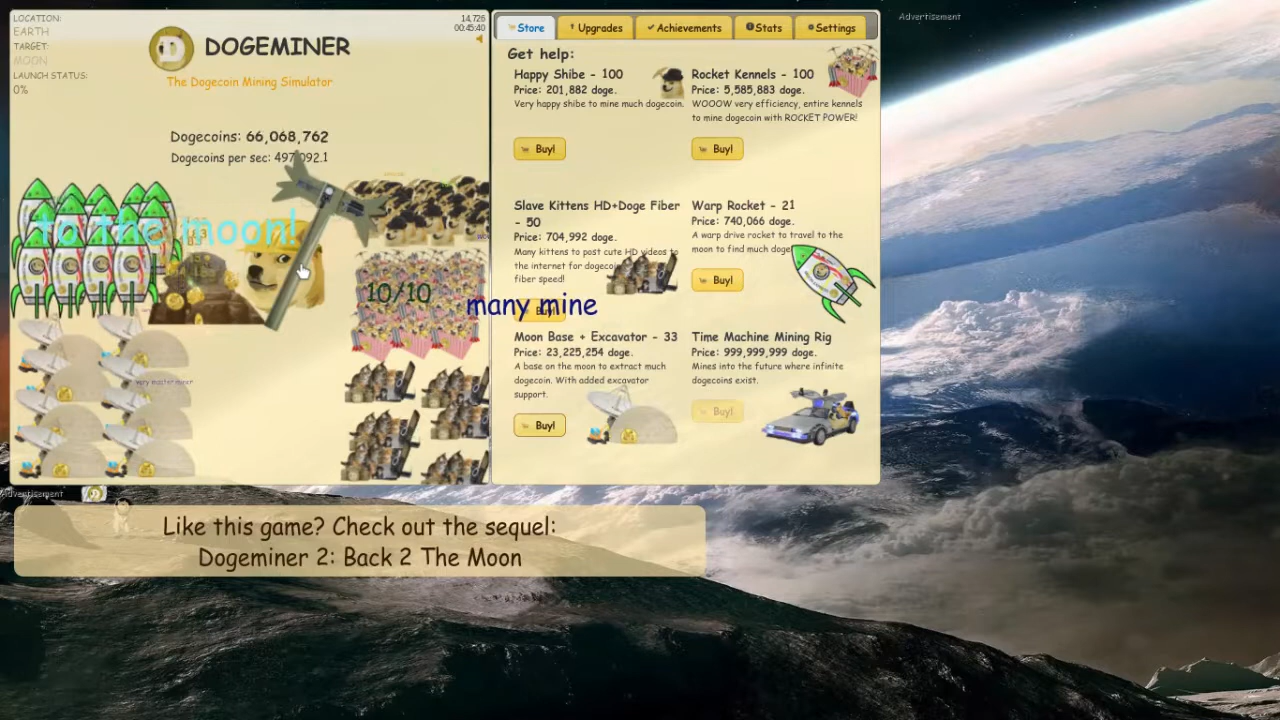 LOCATION:
EARTH
TARGET:
MOON
LAUNCH STATUS:
0%
14,726
00:45:40
DOGEMINER
The Dogecoin Mining Simulator
Dogecoins: 66,068,762
Dogecoins per sec: 497,092.1
to the moon!
10/10
many mine
very master miner
Store
Upgrades
Achievements
Stats
Settings
Get help:
Happy Shibe - 100
Price: 201,882 doge.
Very happy shibe to mine much dogecoin.
Buy!
Rocket Kennels - 100
Price: 5,585,883 doge.
WOOOW very efficiency, entire kennels
to mine dogecoin with ROCKET POWER!
Buy!
Slave Kittens HD+Doge Fiber
- 50
Price: 704,992 doge.
Many kittens to post cute HD videos to
the internet for dogecoin
fiber speed!
Buy!
Warp Rocket - 21
Price: 740,066 doge.
A warp drive rocket to travel to the
moon to find much doge
Buy!
Moon Base + Excavator - 33
Price: 23,225,254 doge.
A base on the moon to extract much
dogecoin. With added excavator
support.
Buy!
Time Machine Mining Rig
Price: 999,999,999 doge.
Mines into the future where infinite
dogecoins exist.
Buy!
Advertisement
Advertisement
Like this game? Check out the sequel:
Dogeminer 2: Back 2 The Moon